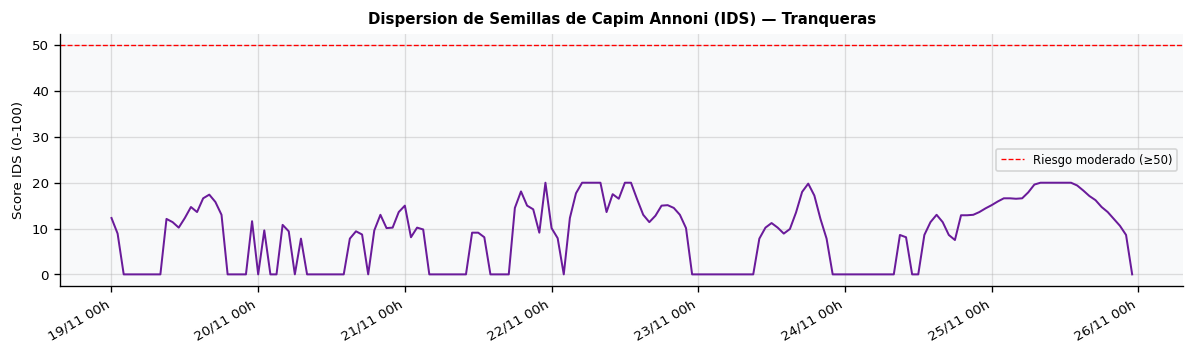 Dispersion de Semillas de Capim Annoni (IDS) — Tranqueras
Score IDS (0-100)
50
40
30
20
10
0
Riesgo moderado (≥50)
19/11 00h
20/11 00h
21/11 00h
22/11 00h
23/11 00h
24/11 00h
25/11 00h
26/11 00h